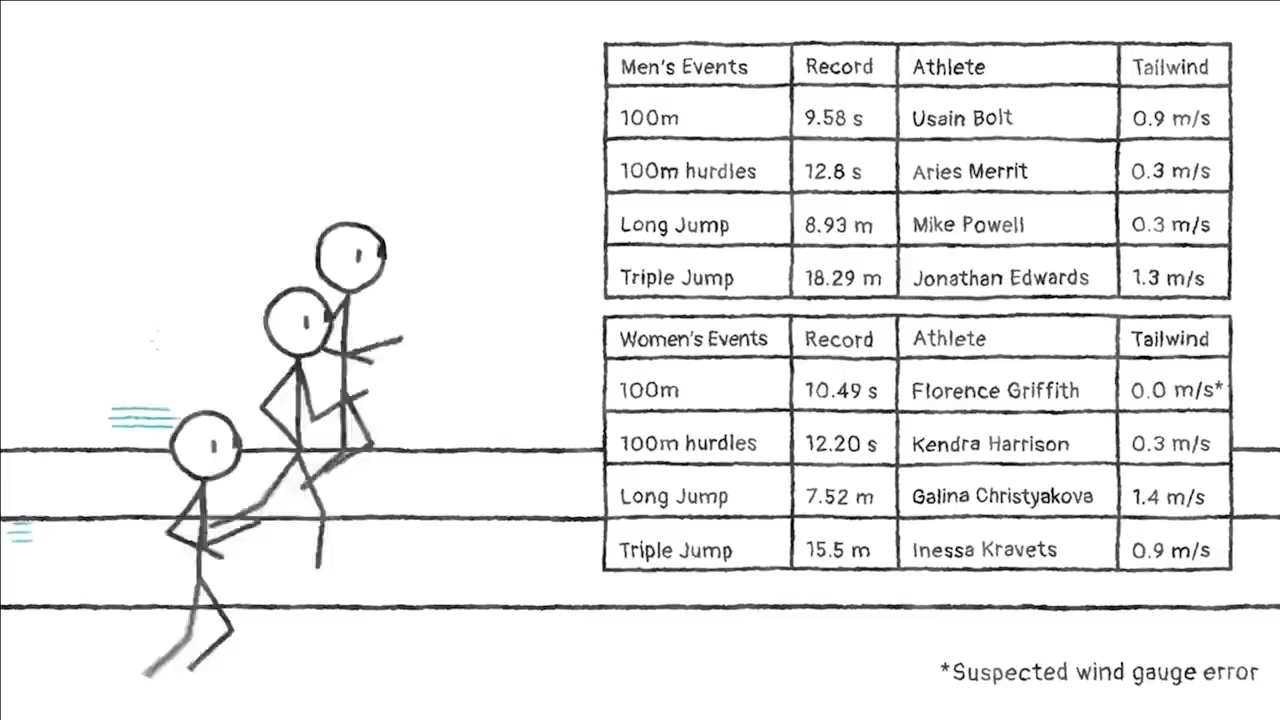 Men's Events Record Athlete Tailwind
100m 9.58 s Usain Bolt 0.9 m/s
100m hurdles 12.8 s Aries Merrit 0.3 m/s
Long Jump 8.93 m Mike Powell 0.3 m/s
Triple Jump 18.29 m Jonathan Edwards 1.3 m/s
Women's Events Record Athlete Tailwind
100m 10.49 s Florence Griffith 0.0 m/s*
100m hurdles 12.20 s Kendra Harrison 0.3 m/s
Long Jump 7.52 m Galina Christyakova 1.4 m/s
Triple Jump 15.5 m Inessa Kravets 0.9 m/s
*Suspected wind gauge error